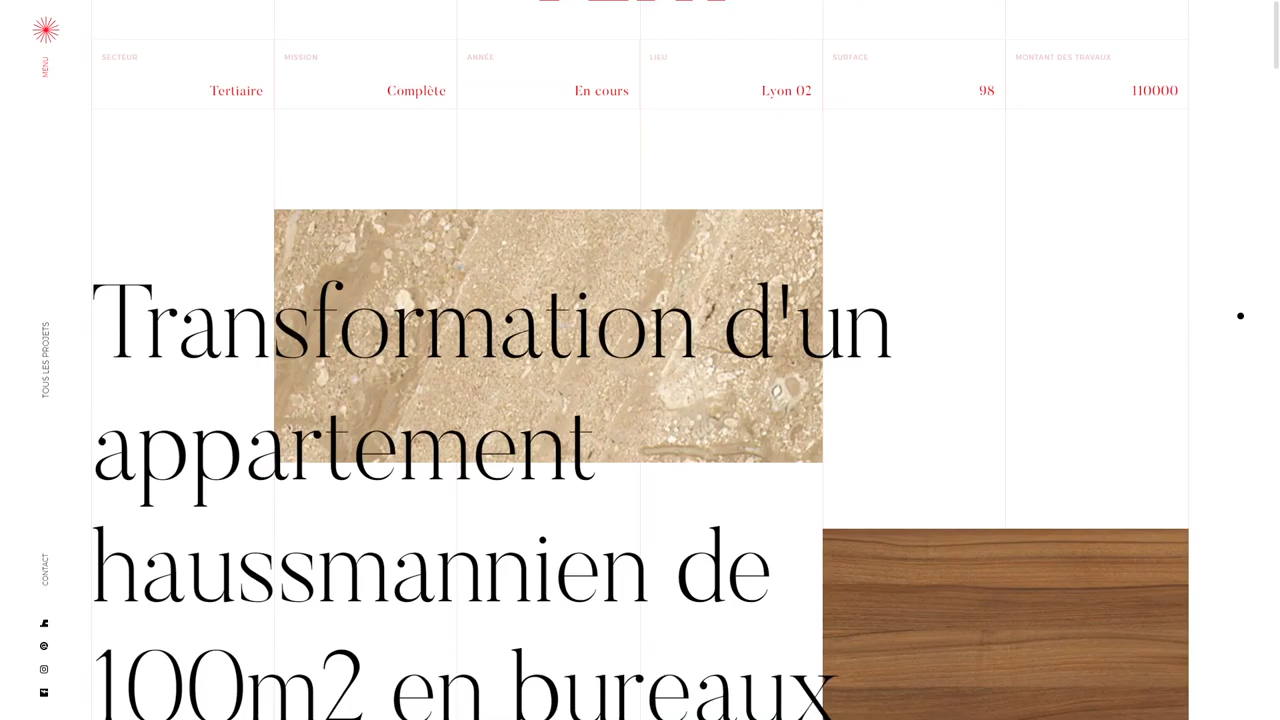 MENU
SECTEUR
Tertiaire
MISSION
Complète
ANNÉE
En cours
LIEU
Lyon 02
SURFACE
98
MONTANT DES TRAVAUX
110000
TOUS LES PROJETS
CONTACT
Transformation d'un
appartement
haussmannien de
100m2 en bureaux